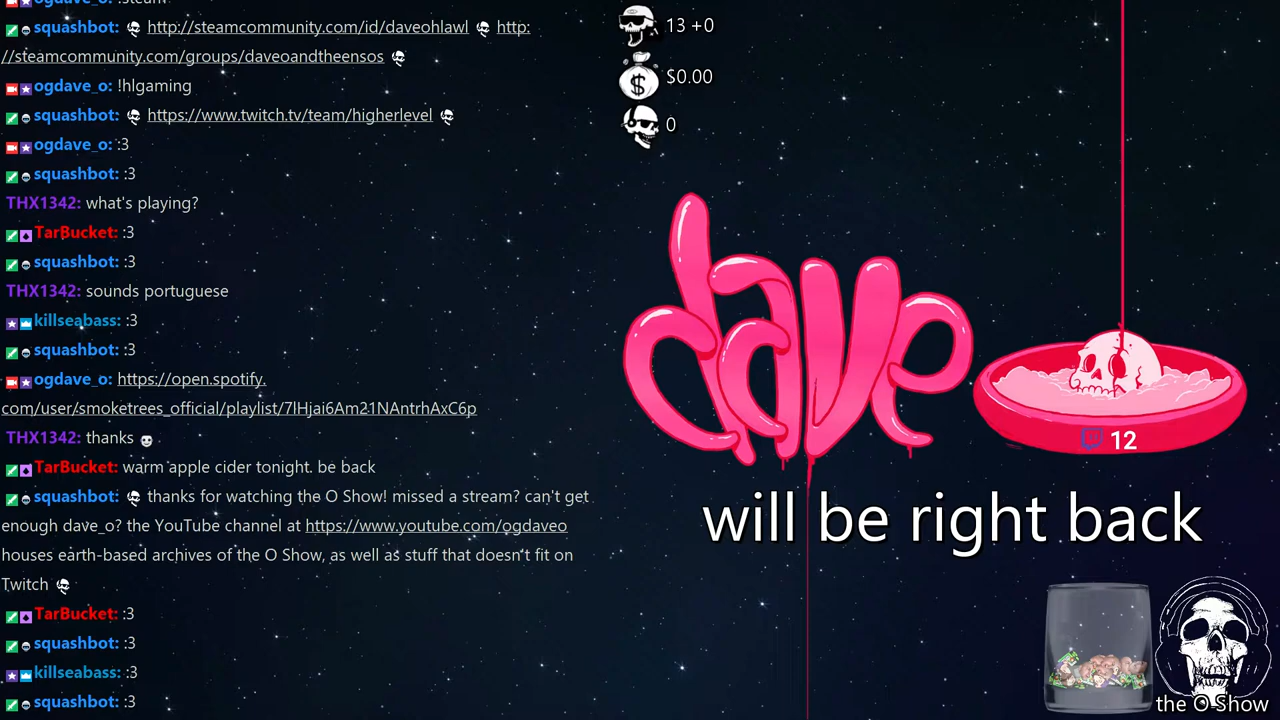 squashbot: http://steamcommunity.com/id/daveohlawl http:
//steamcommunity.com/groups/daveoandtheensos
ogdave_o: !hlgaming
squashbot: https://www.twitch.tv/team/higherlevel
ogdave_o: :3
squashbot: :3
THX1342: what's playing?
TarBucket: :3
squashbot: :3
THX1342: sounds portuguese
killseabass: :3
squashbot: :3
ogdave_o: https://open.spotify.
com/user/smoketrees_official/playlist/7lHjai6Am21NAntrhAxC6p
THX1342: thanks
TarBucket: warm apple cider tonight. be back
squashbot: thanks for watching the O Show! missed a stream? can't get
enough dave_o? the YouTube channel at https://www.youtube.com/ogdaveo
houses earth-based archives of the O Show, as well as stuff that doesn't fit on
Twitch
TarBucket: :3
squashbot: :3
killseabass: :3
squashbot: :3
13 +0
$0.00
0
dave
12
will be right back
the O Show